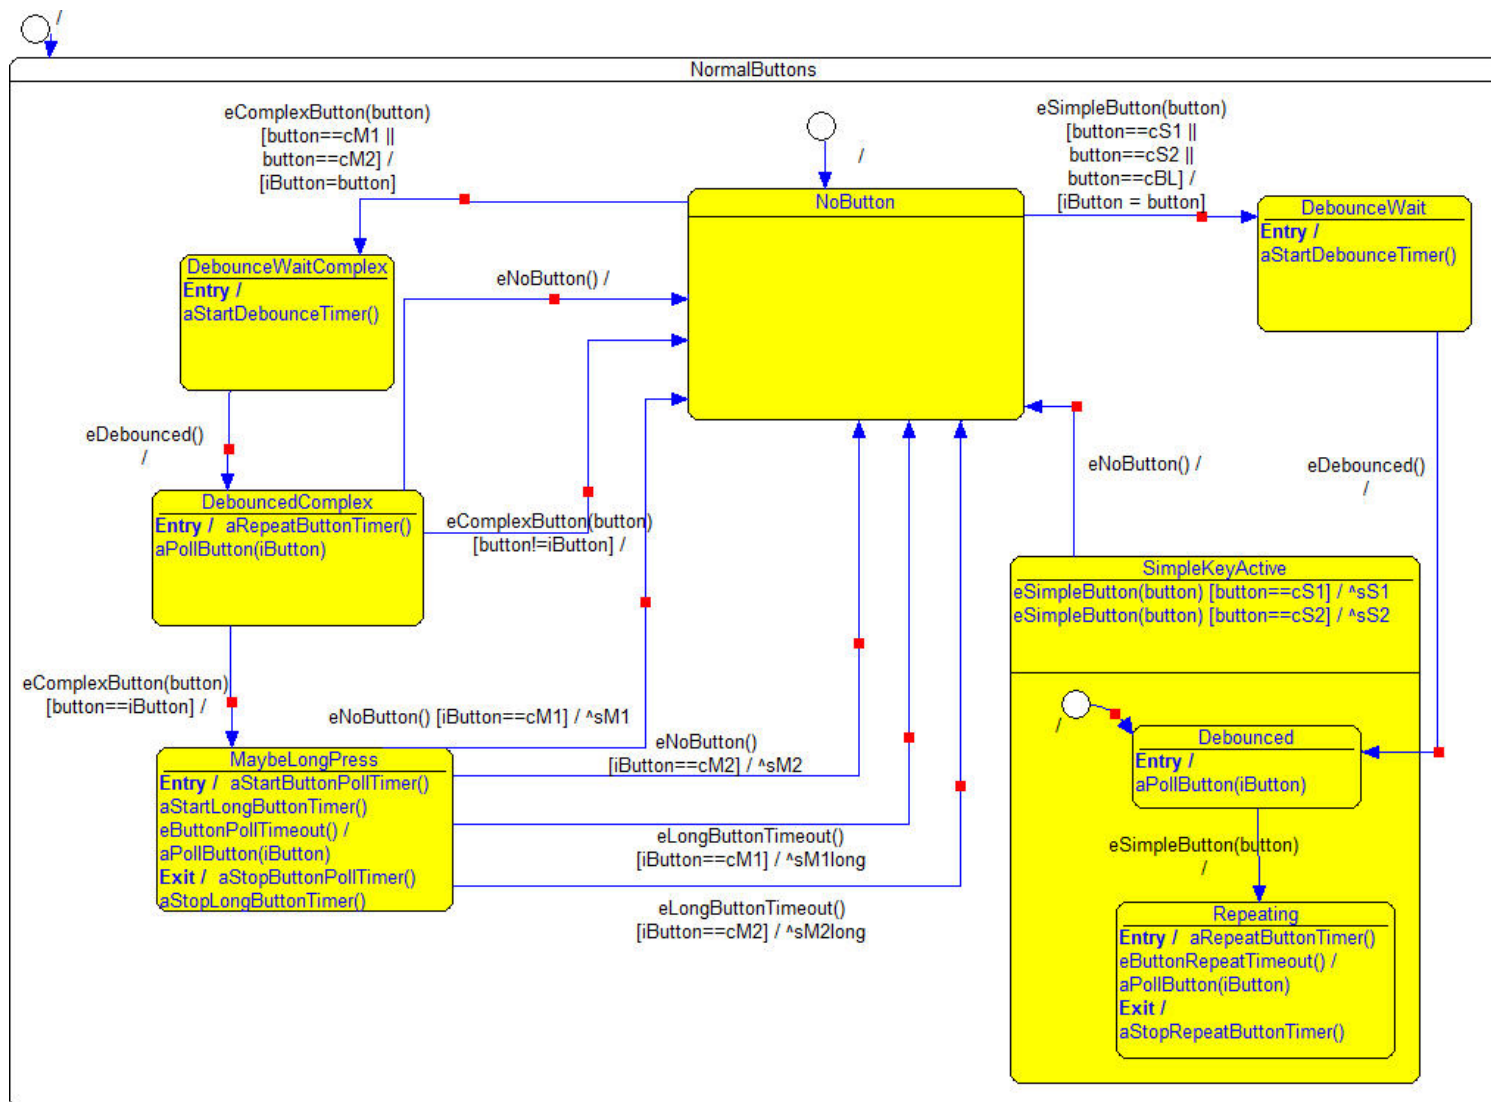 /
NormalButtons
eComplexButton(button)
[button==cM1 ||
button==cM2] /
[iButton=button]
/
eSimpleButton(button)
[button==cS1 ||
button==cS2 ||
button==cBL] /
[iButton = button]
NoButton
DebounceWait
Entry /
aStartDebounceTimer()
DebounceWaitComplex
Entry /
aStartDebounceTimer()
eNoButton() /
eDebounced()
/
eNoButton() /
eDebounced()
/
DebouncedComplex
Entry / aRepeatButtonTimer()
aPollButton(iButton)
eComplexButton(button)
[button!=iButton] /
SimpleKeyActive
eSimpleButton(button) [button==cS1] / ^sS1
eSimpleButton(button) [button==cS2] / ^sS2
eComplexButton(button)
[button==iButton] /
eNoButton() [iButton==cM1] / ^sM1
eNoButton()
[iButton==cM2] / ^sM2
/
Debounced
Entry /
aPollButton(iButton)
MaybeLongPress
Entry / aStartButtonPollTimer()
aStartLongButtonTimer()
eButtonPollTimeout() /
aPollButton(iButton)
Exit / aStopButtonPollTimer()
aStopLongButtonTimer()
eLongButtonTimeout()
[iButton==cM1] / ^sM1long
eLongButtonTimeout()
[iButton==cM2] / ^sM2long
eSimpleButton(button)
/
Repeating
Entry / aRepeatButtonTimer()
eButtonRepeatTimeout() /
aPollButton(iButton)
Exit /
aStopRepeatButtonTimer()